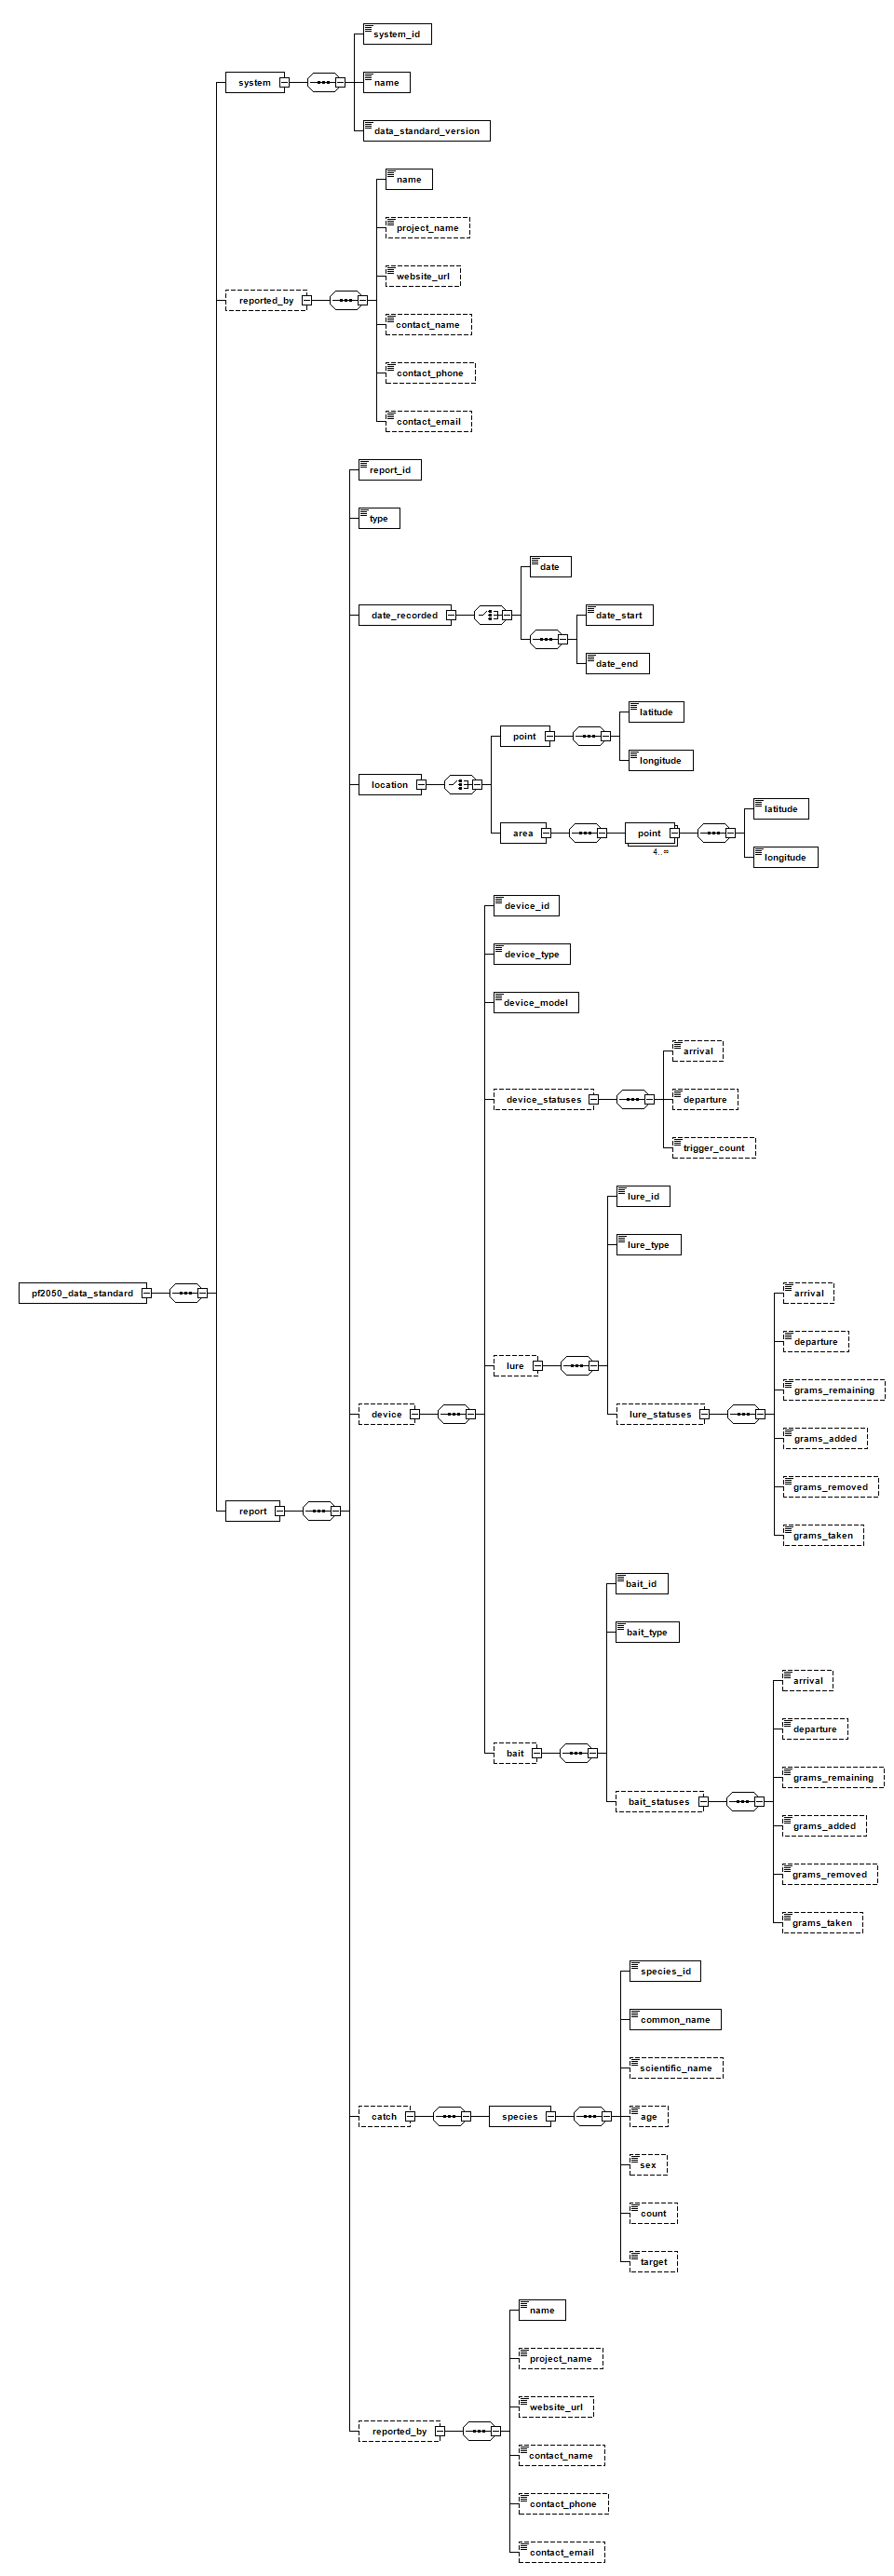 system_id
system
name
data_standard_version
name
project_name
website_url
reported_by
contact_name
contact_phone
contact_email
report_id
type
date
date_recorded
date_start
date_end
latitude
point
longitude
location
latitude
area
point
4..∞
longitude
device_id
device_type
device_model
arrival
device_statuses
departure
trigger_count
lure_id
lure_type
pf2050_data_standard
arrival
departure
lure
grams_remaining
device
lure_statuses
grams_added
grams_removed
report
grams_taken
bait_id
bait_type
arrival
departure
bait
grams_remaining
bait_statuses
grams_added
grams_removed
grams_taken
species_id
common_name
scientific_name
catch
species
age
sex
count
target
name
project_name
website_url
reported_by
contact_name
contact_phone
contact_email